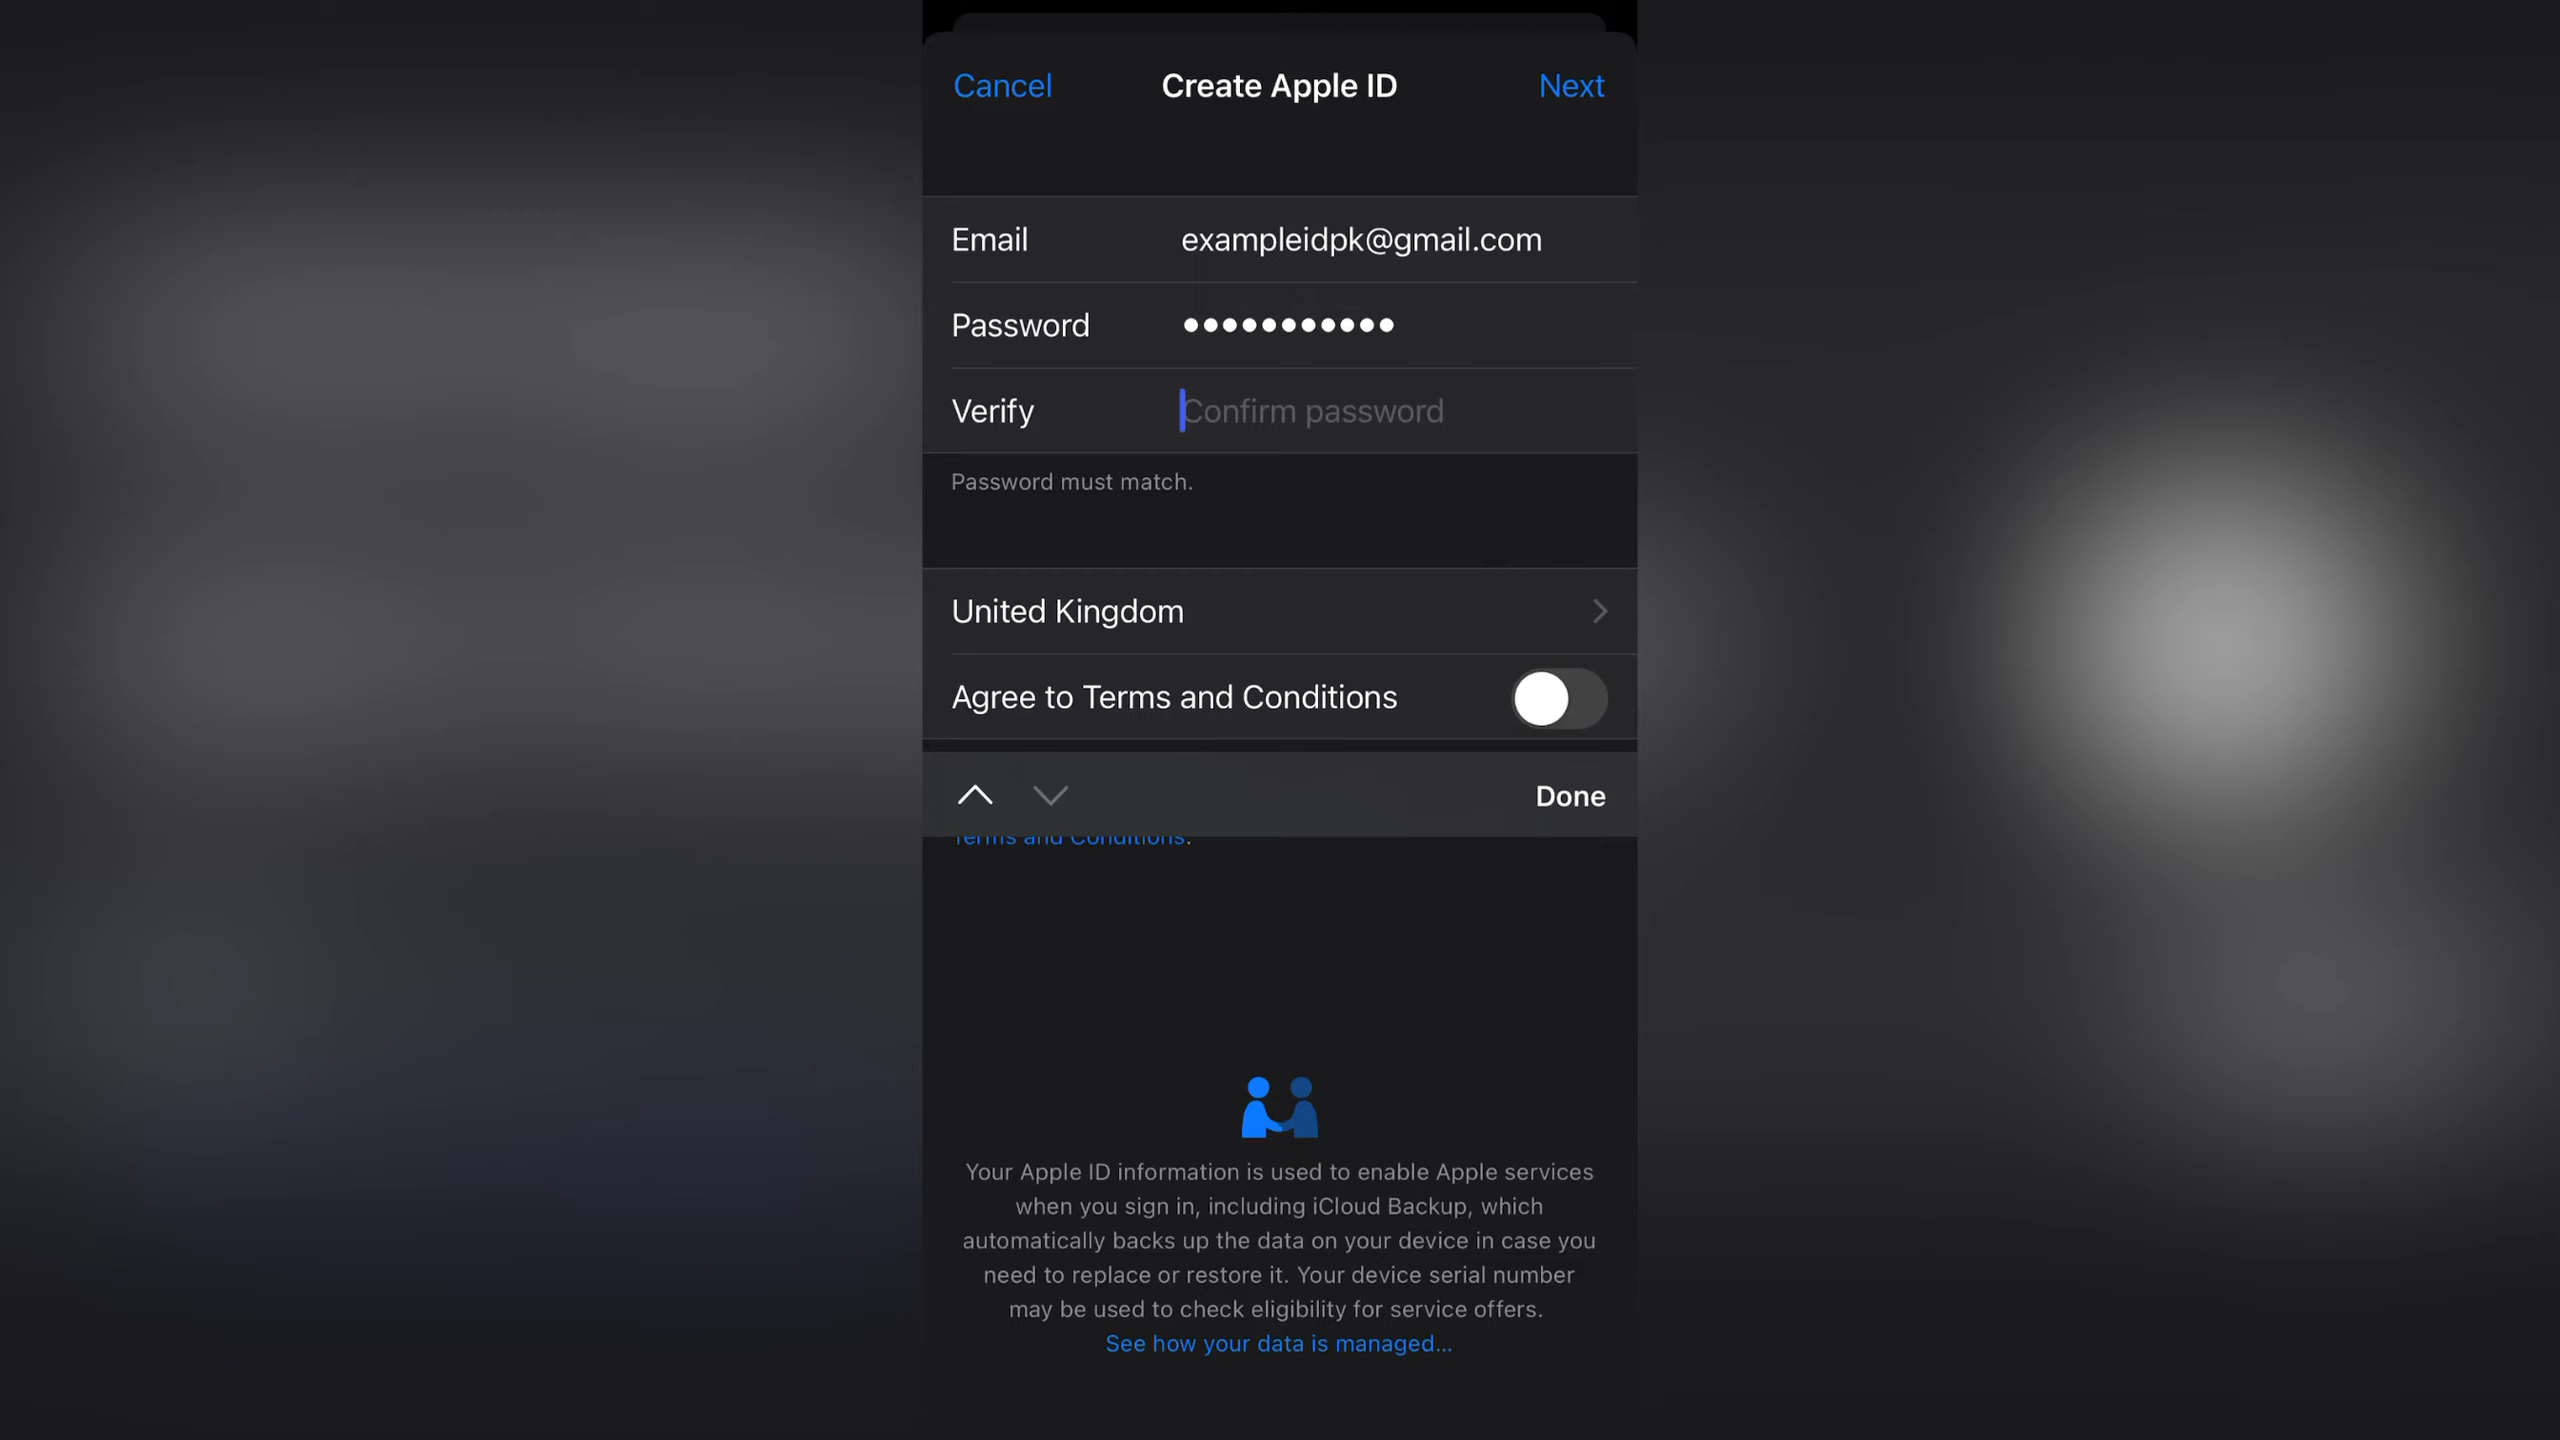 Cancel Create Apple ID Next
Email exampleidpk@gmail.com
Password
Verify Confirm password
Password must match.
United Kingdom
Agree to Terms and Conditions
Done
Terms and Conditions.
Your Apple ID information is used to enable Apple services
when you sign in, including iCloud Backup, which
automatically backs up the data on your device in case you
need to replace or restore it. Your device serial number
may be used to check eligibility for service offers.
See how your data is managed...